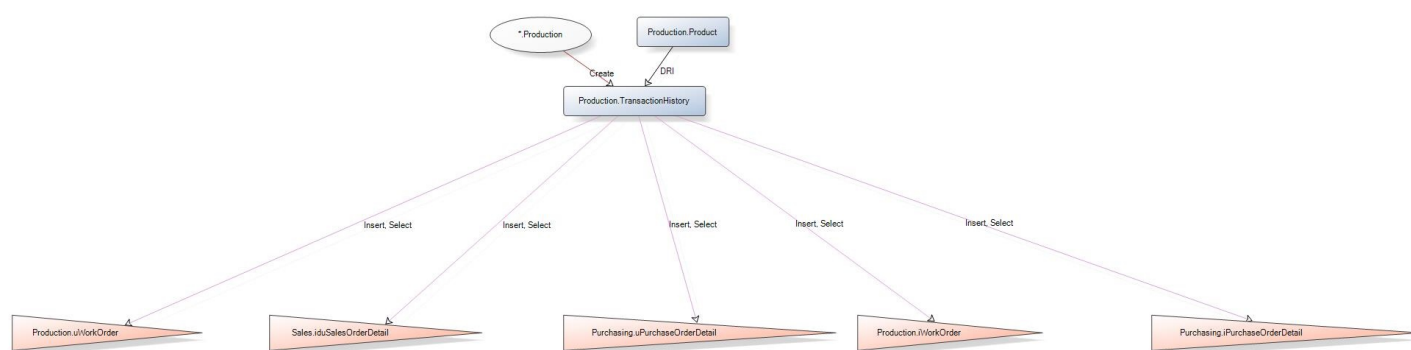 *.Production
Production.Product
Create
DRI
Production.TransactionHistory
Insert, Select
Insert, Select
Insert, Select
Insert, Select
Insert, Select
Production.uWorkOrder
Sales.iduSalesOrderDetail
Purchasing.uPurchaseOrderDetail
Production.iWorkOrder
Purchasing.iPurchaseOrderDetail